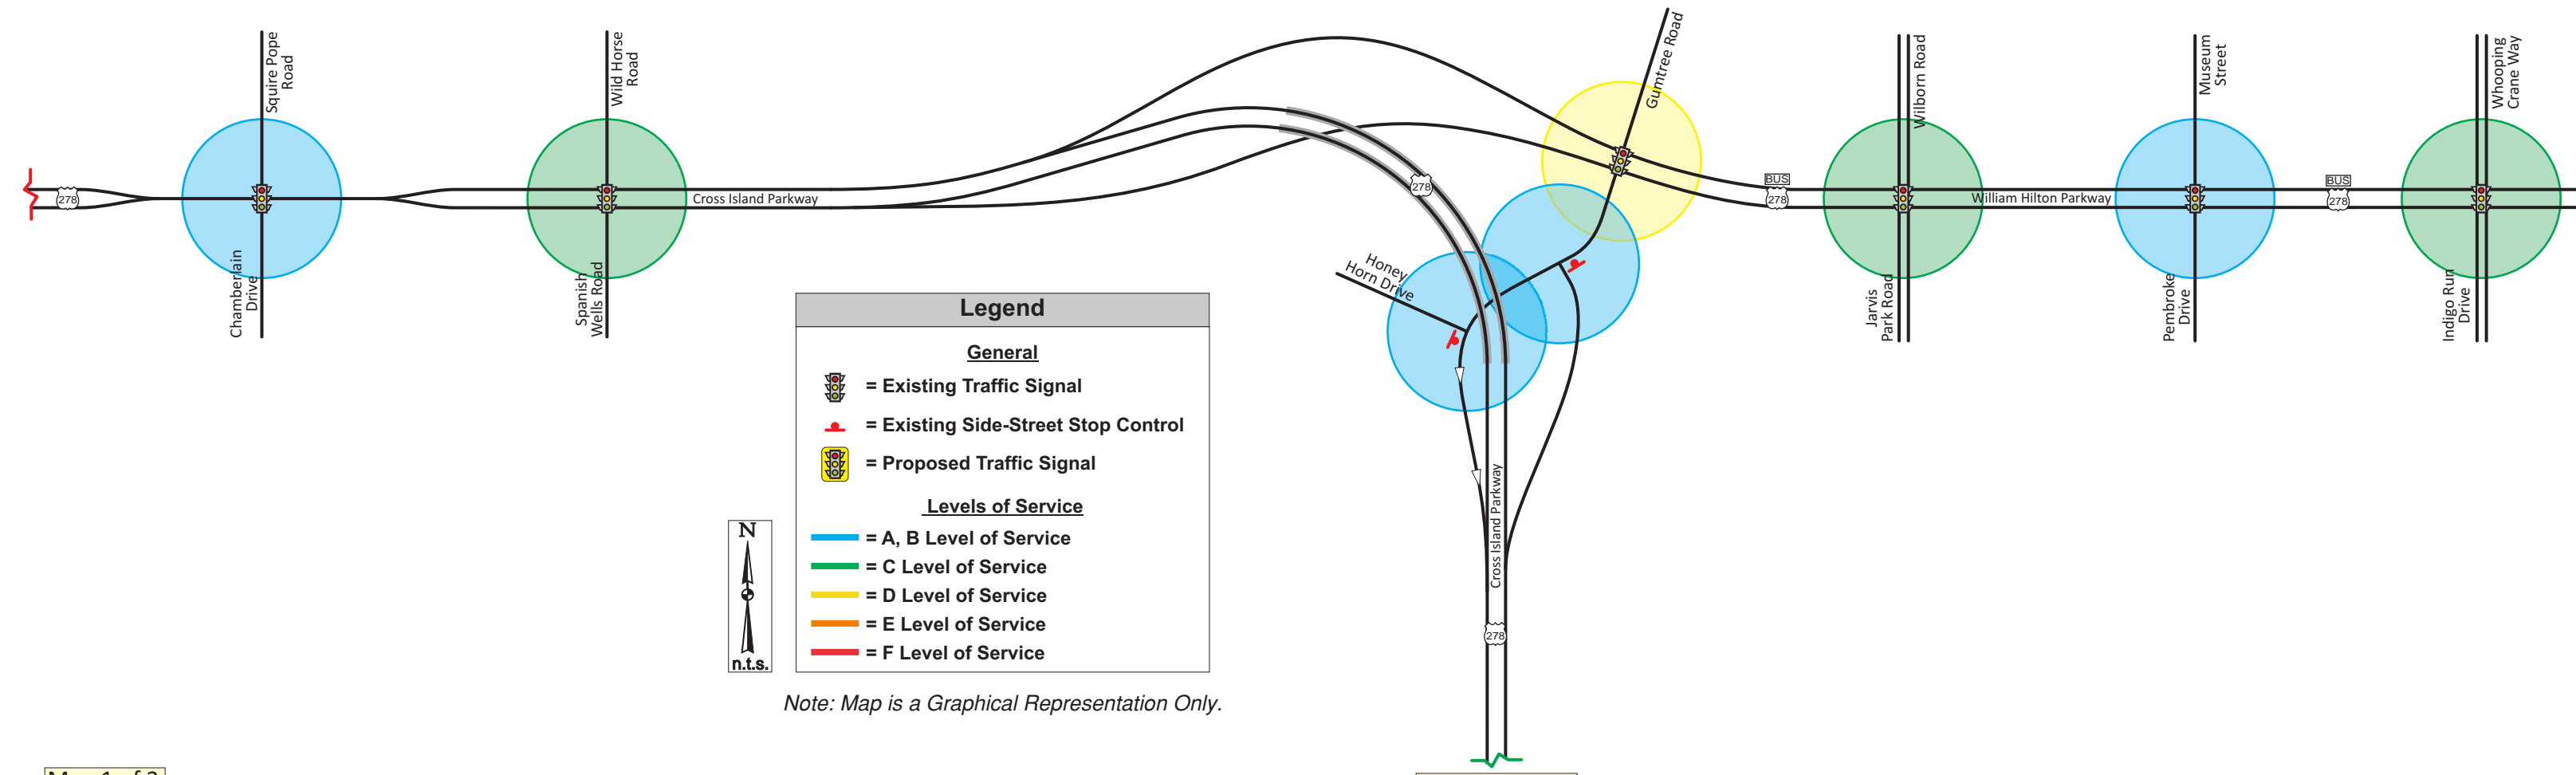 Squire Pope
Road
Wild Horse
Road
Gumtree Road
Wilborn Road
Museum
Street
Whooping
Crane Way
278
Cross Island Parkway
278
BUS
278
William Hilton Parkway
BUS
278
Chamberlain
Drive
Spanish
Wells Road
Honey
Horn Drive
Jarvis
Park Road
Pembroke
Drive
Indigo Run
Drive
Legend
General
= Existing Traffic Signal
= Existing Side-Street Stop Control
= Proposed Traffic Signal
Levels of Service
= A, B Level of Service
= C Level of Service
= D Level of Service
= E Level of Service
= F Level of Service
N
n.t.s.
Cross Island Parkway
278
Note: Map is a Graphical Representation Only.